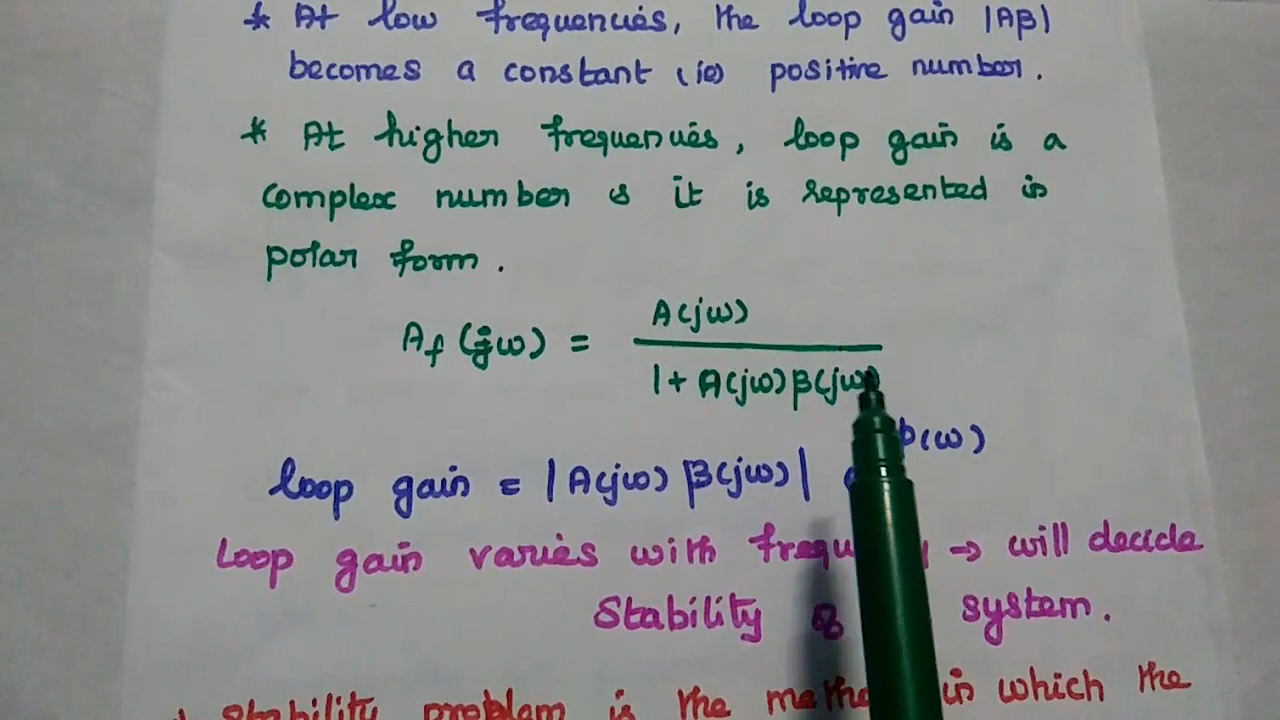 * At low frequencies, the loop gain |Aβ|
becomes a constant (ie) positive number.
* At higher frequencies, loop gain is a
complex number & it is represented in
polar form.
Af (jω) = A(jω) / 1 + A(jω) β(jω)
loop gain = |A(jω) β(jω)| (ω)
Loop gain varies with → will decide
Stability system.
* Stability problem is the in which the